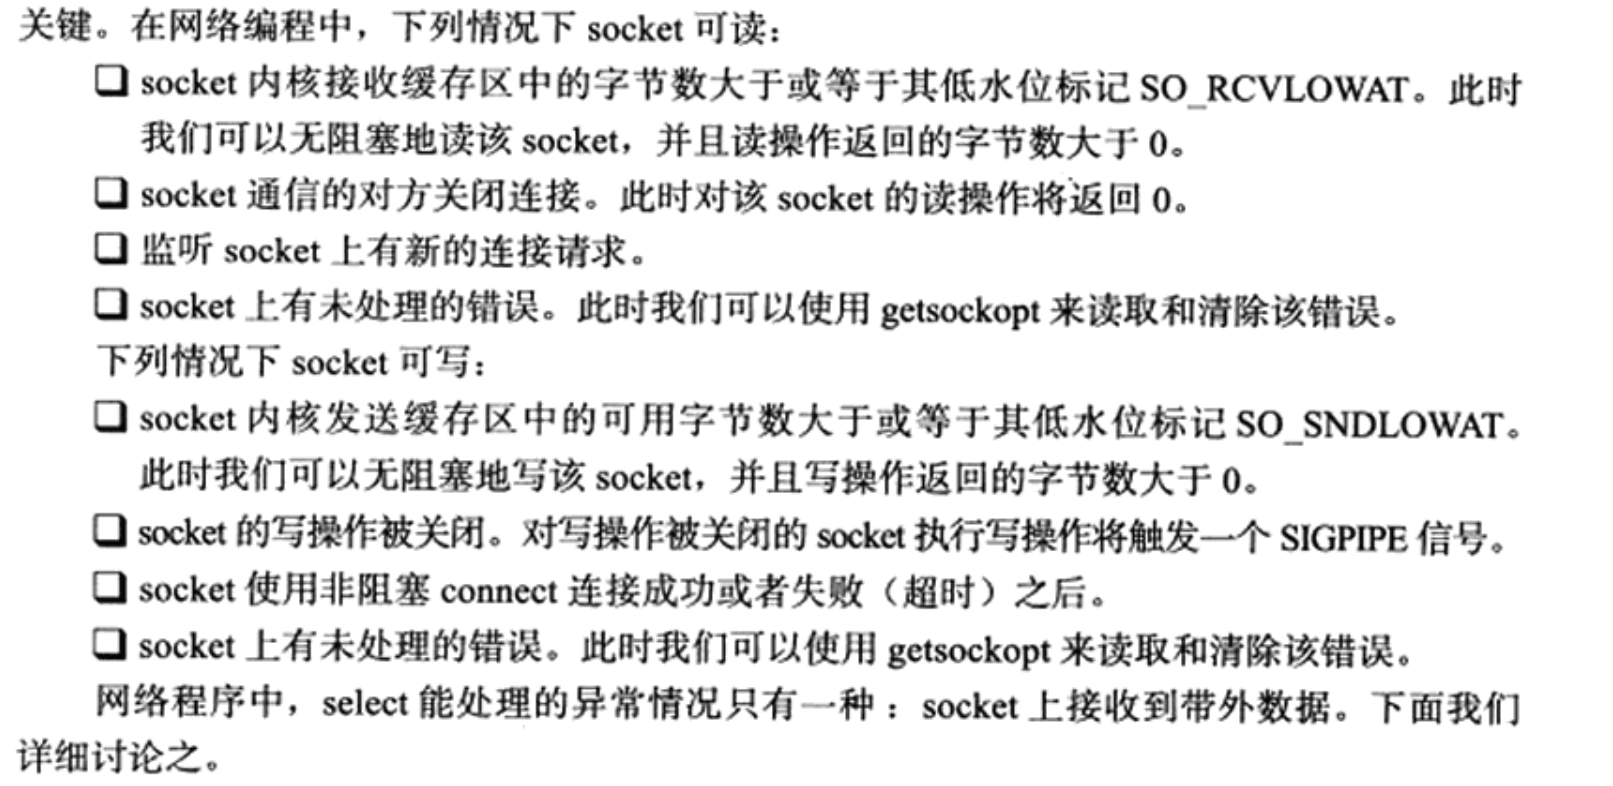 关键。在网络编程中，下列情况下 socket 可读：
❑ socket 内核接收缓存区中的字节数大于或等于其低水位标记 SO_RCVLOWAT。此时
我们可以无阻塞地读该 socket，并且读操作返回的字节数大于 0。
❑ socket 通信的对方关闭连接。此时对该 socket 的读操作将返回 0。
❑ 监听 socket 上有新的连接请求。
❑ socket 上有未处理的错误。此时我们可以使用 getsockopt 来读取和清除该错误。
下列情况下 socket 可写：
❑ socket 内核发送缓存区中的可用字节数大于或等于其低水位标记 SO_SNDLOWAT。
此时我们可以无阻塞地写该 socket，并且写操作返回的字节数大于 0。
❑ socket 的写操作被关闭。对写操作被关闭的 socket 执行写操作将触发一个 SIGPIPE 信号。
❑ socket 使用非阻塞 connect 连接成功或者失败（超时）之后。
❑ socket 上有未处理的错误。此时我们可以使用 getsockopt 来读取和清除该错误。
网络程序中，select 能处理的异常情况只有一种：socket 上接收到带外数据。下面我们
详细讨论之。